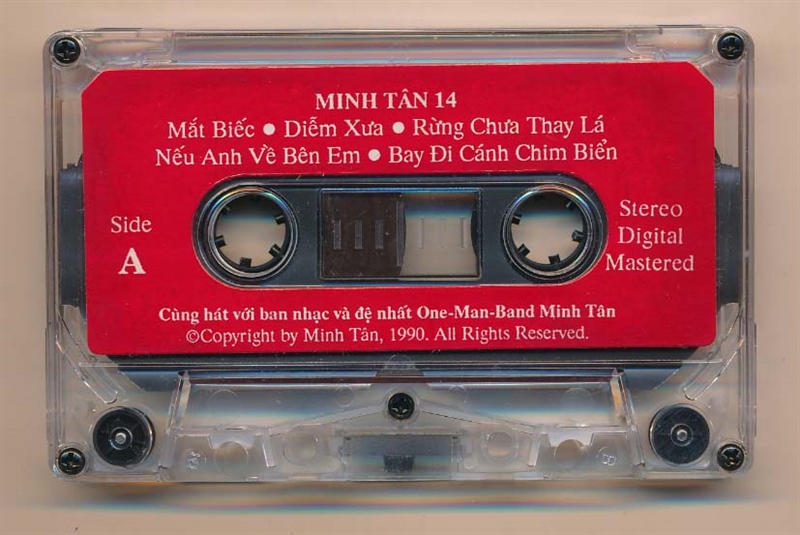 MINH TÂN 14
Mắt Biếc • Diễm Xưa • Rừng Chưa Thay Lá
Nếu Anh Về Bên Em • Bay Đi Cánh Chim Biển
Side
A
Stereo
Digital
Mastered
Cùng hát với ban nhạc và đệ nhất One-Man-Band Minh Tân
©Copyright by Minh Tân, 1990. All Rights Reserved.